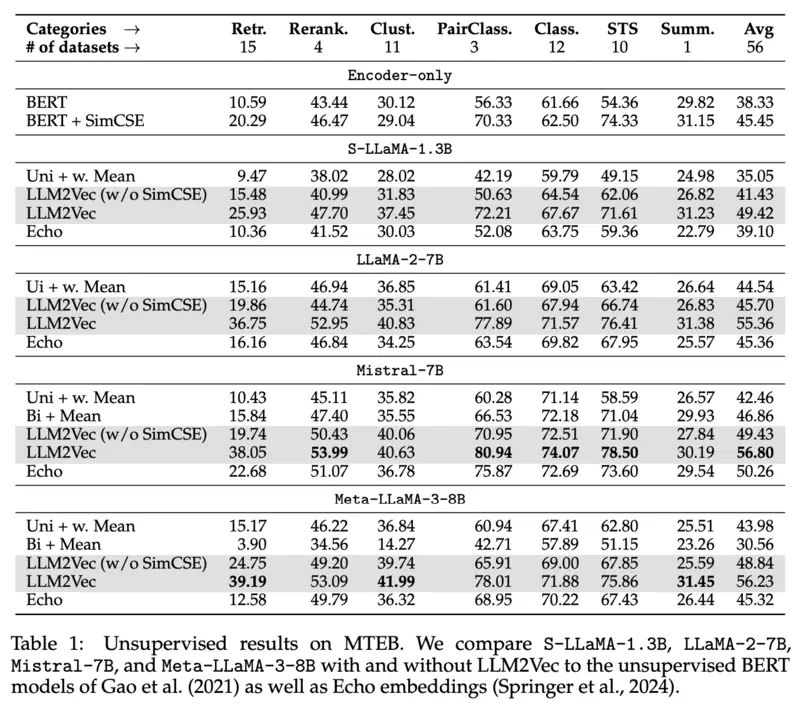 Categories → Retr. Rerank. Clust. PairClass. Class. STS Summ. Avg
# of datasets → 15 4 11 3 12 10 1 56
Encoder-only
BERT 10.59 43.44 30.12 56.33 61.66 54.36 29.82 38.33
BERT + SimCSE 20.29 46.47 29.04 70.33 62.50 74.33 31.15 45.45
S-LLaMA-1.3B
Uni + w. Mean 9.47 38.02 28.02 42.19 59.79 49.15 24.98 35.05
LLM2Vec (w/o SimCSE) 15.48 40.99 31.83 50.63 64.54 62.06 26.82 41.43
LLM2Vec 25.93 47.70 37.45 72.21 67.67 71.61 31.23 49.42
Echo 10.36 41.52 30.03 52.08 63.75 59.36 22.79 39.10
LLaMA-2-7B
Ui + w. Mean 15.16 46.94 36.85 61.41 69.05 63.42 26.64 44.54
LLM2Vec (w/o SimCSE) 19.86 44.74 35.31 61.60 67.94 66.74 26.83 45.70
LLM2Vec 36.75 52.95 40.83 77.89 71.57 76.41 31.38 55.36
Echo 16.16 46.84 34.25 63.54 69.82 67.95 25.57 45.36
Mistral-7B
Uni + w. Mean 10.43 45.11 35.82 60.28 71.14 58.59 26.57 42.46
Bi + Mean 15.84 47.40 35.55 66.53 72.18 71.04 29.93 46.86
LLM2Vec (w/o SimCSE) 19.74 50.43 40.06 70.95 72.51 71.90 27.84 49.43
LLM2Vec 38.05 53.99 40.63 80.94 74.07 78.50 30.19 56.80
Echo 22.68 51.07 36.78 75.87 72.69 73.60 29.54 50.26
Meta-LLaMA-3-8B
Uni + w. Mean 15.17 46.22 36.84 60.94 67.41 62.80 25.51 43.98
Bi + Mean 3.90 34.56 14.27 42.71 57.89 51.15 23.26 30.56
LLM2Vec (w/o SimCSE) 24.75 49.20 39.74 65.91 69.00 67.85 25.59 48.84
LLM2Vec 39.19 53.09 41.99 78.01 71.88 75.86 31.45 56.23
Echo 12.58 49.79 36.32 68.95 70.22 67.43 26.44 45.32
Table 1: Unsupervised results on MTEB. We compare S-LLaMA-1.3B, LLaMA-2-7B,
Mistral-7B, and Meta-LLaMA-3-8B with and without LLM2Vec to the unsupervised BERT
models of Gao et al. (2021) as well as Echo embeddings (Springer et al., 2024).